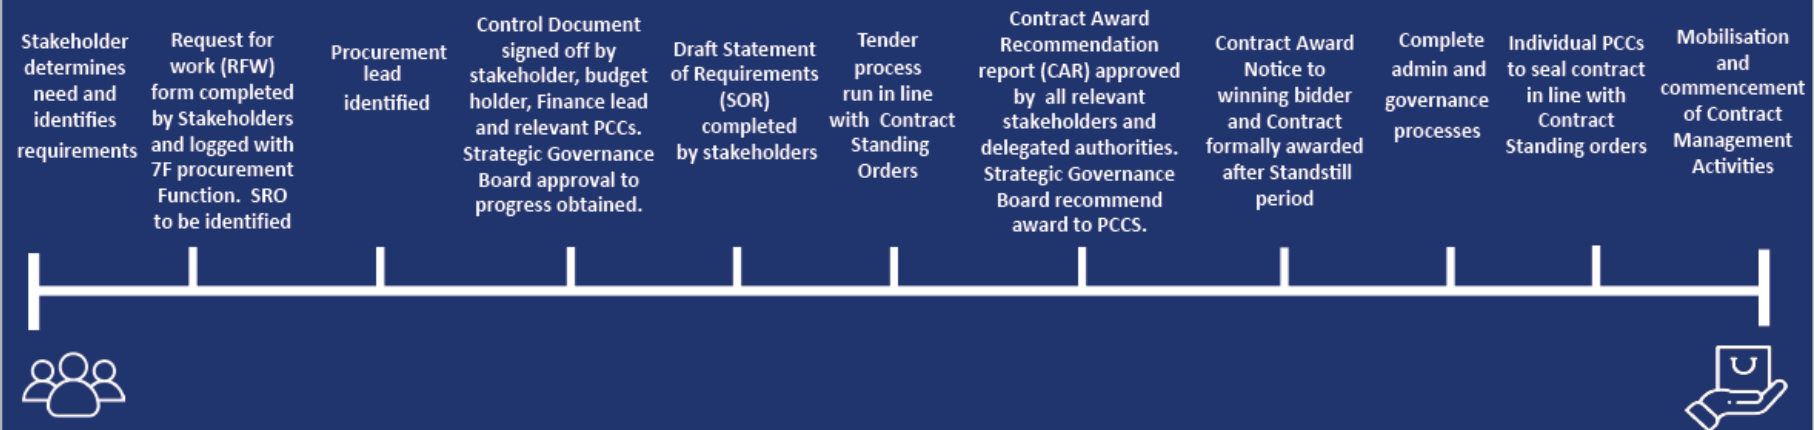 Stakeholder
determines
need and
identifies
requirements
Request for
work (RFW)
form completed
by Stakeholders
and logged with
7F procurement
Function. SRO
to be identified
Procurement
lead
identified
Control Document
signed off by
stakeholder, budget
holder, Finance lead
and relevant PCCs.
Strategic Governance
Board approval to
progress obtained.
Draft Statement
of Requirements
(SOR)
completed
by stakeholders
Tender
process
run in line
with Contract
Standing
Orders
Contract Award
Recommendation
report (CAR) approved
by all relevant
stakeholders and
delegated authorities.
Strategic Governance
Board recommend
award to PCCS.
Contract Award
Notice to
winning bidder
and Contract
formally awarded
after Standstill
period
Complete
admin and
governance
processes
Individual PCCs
to seal contract
in line with
Contract
Standing orders
Mobilisation
and
commencement
of Contract
Management
Activities